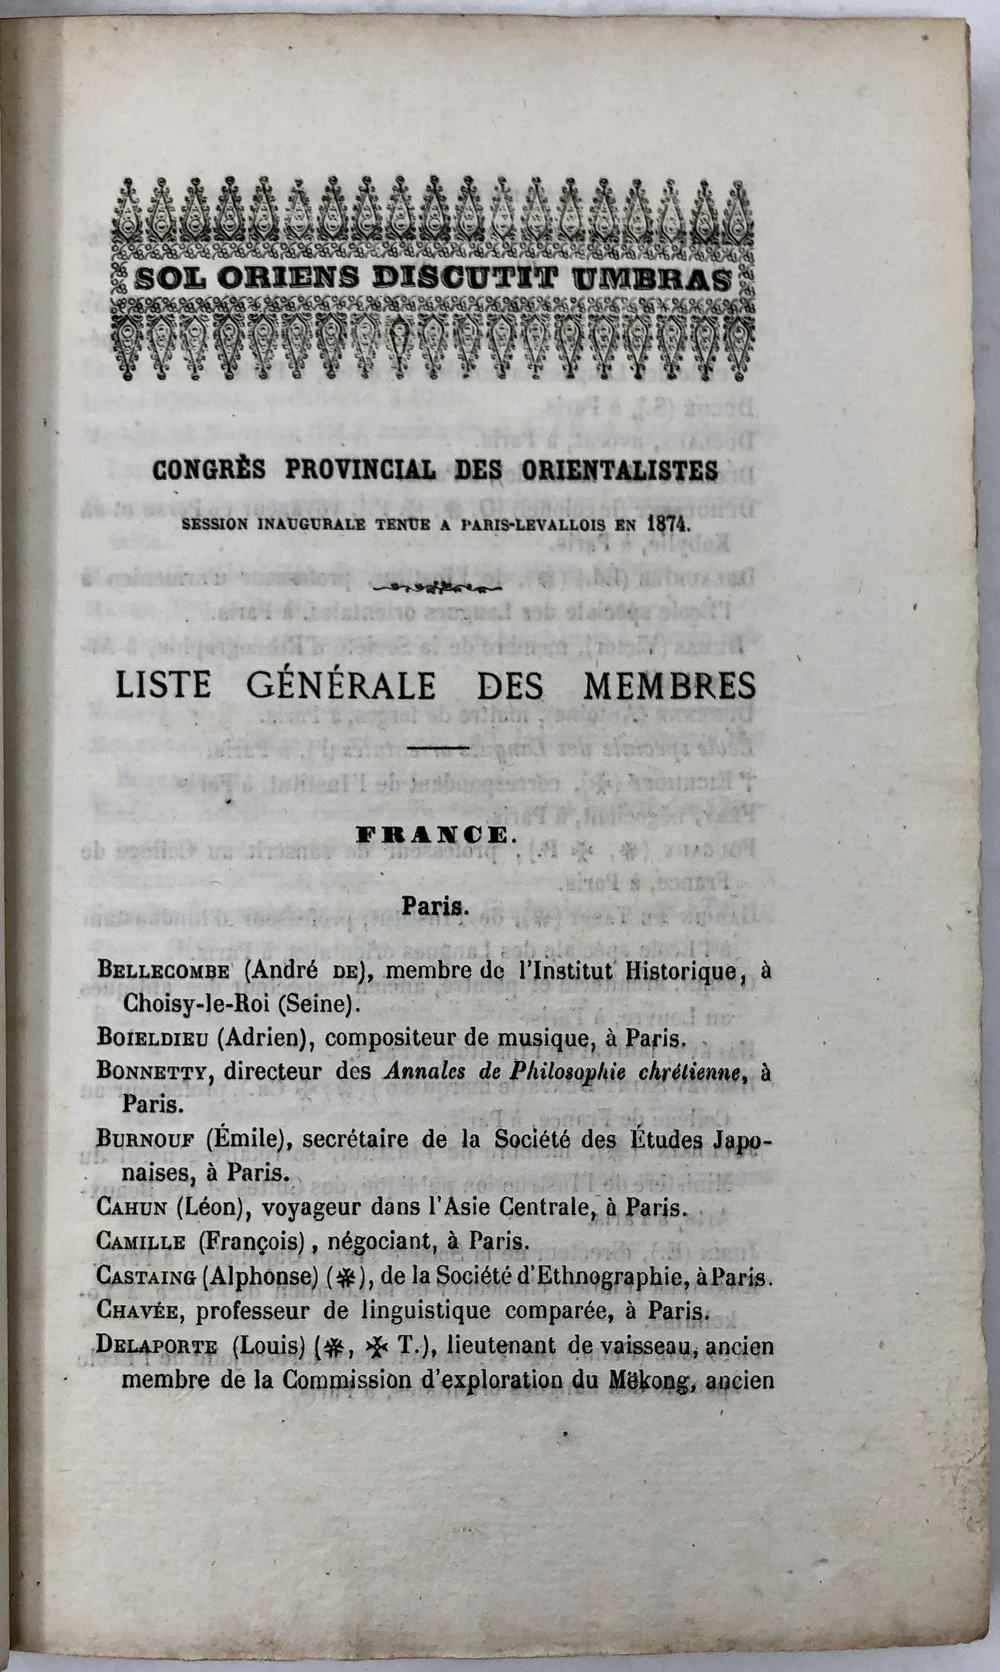 SOL ORIENS DISCUTIT UMBRAS
CONGRÈS PROVINCIAL DES ORIENTALISTES
SESSION INAUGURALE TENUE A PARIS-LEVALLOIS EN 1874.
LISTE GÉNÉRALE DES MEMBRES
FRANCE.
Paris.
BELLECOMBE (André DE), membre de l'Institut Historique, à
Choisy-le-Roi (Seine).
BOIELDIEU (Adrien), compositeur de musique, à Paris.
BONNETTY, directeur des Annales de Philosophie chrétienne, à
Paris.
BURNOUF (Émile), secrétaire de la Société des Études Japo-
naises, à Paris.
CAHUN (Léon), voyageur dans l'Asie Centrale, à Paris.
CAMILLE (François), négociant, à Paris.
CASTAING (Alphonse) (✻), de la Société d'Ethnographie, à Paris.
CHAVÉE, professeur de linguistique comparée, à Paris.
DELAPORTE (Louis) (✻, ✠ T.), lieutenant de vaisseau, ancien
membre de la Commission d'exploration du Mëkong, ancien